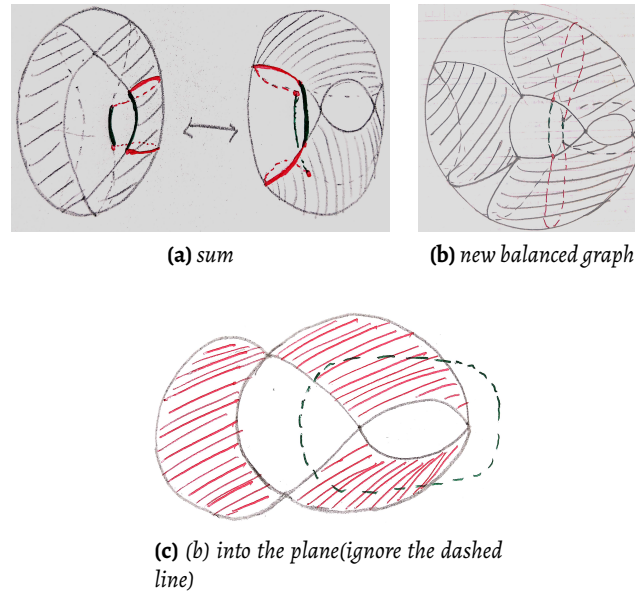 (a) sum
(b) new balanced graph
(c) (b) into the plane(ignore the dashed
line)